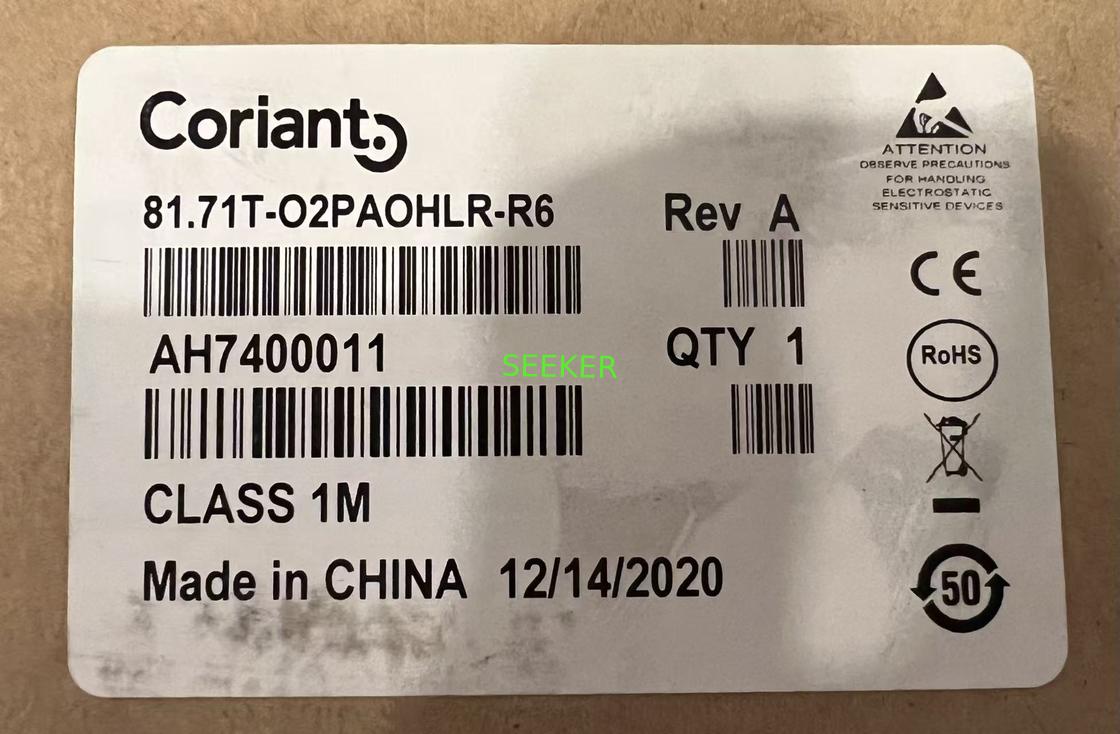 Coriant
81.71T-O2PAOHLR-R6
Rev A
AH7400011
QTY 1
SEEKER
CLASS 1M
Made in CHINA 12/14/2020
ATTENTION
OBSERVE PRECAUTIONS
FOR HANDLING
ELECTROSTATIC
SENSITIVE DEVICES
CE
RoHS
50